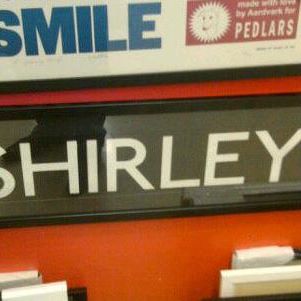 SMILE
made with love
by Aardvark for
PEDLARS
SHIRLEY